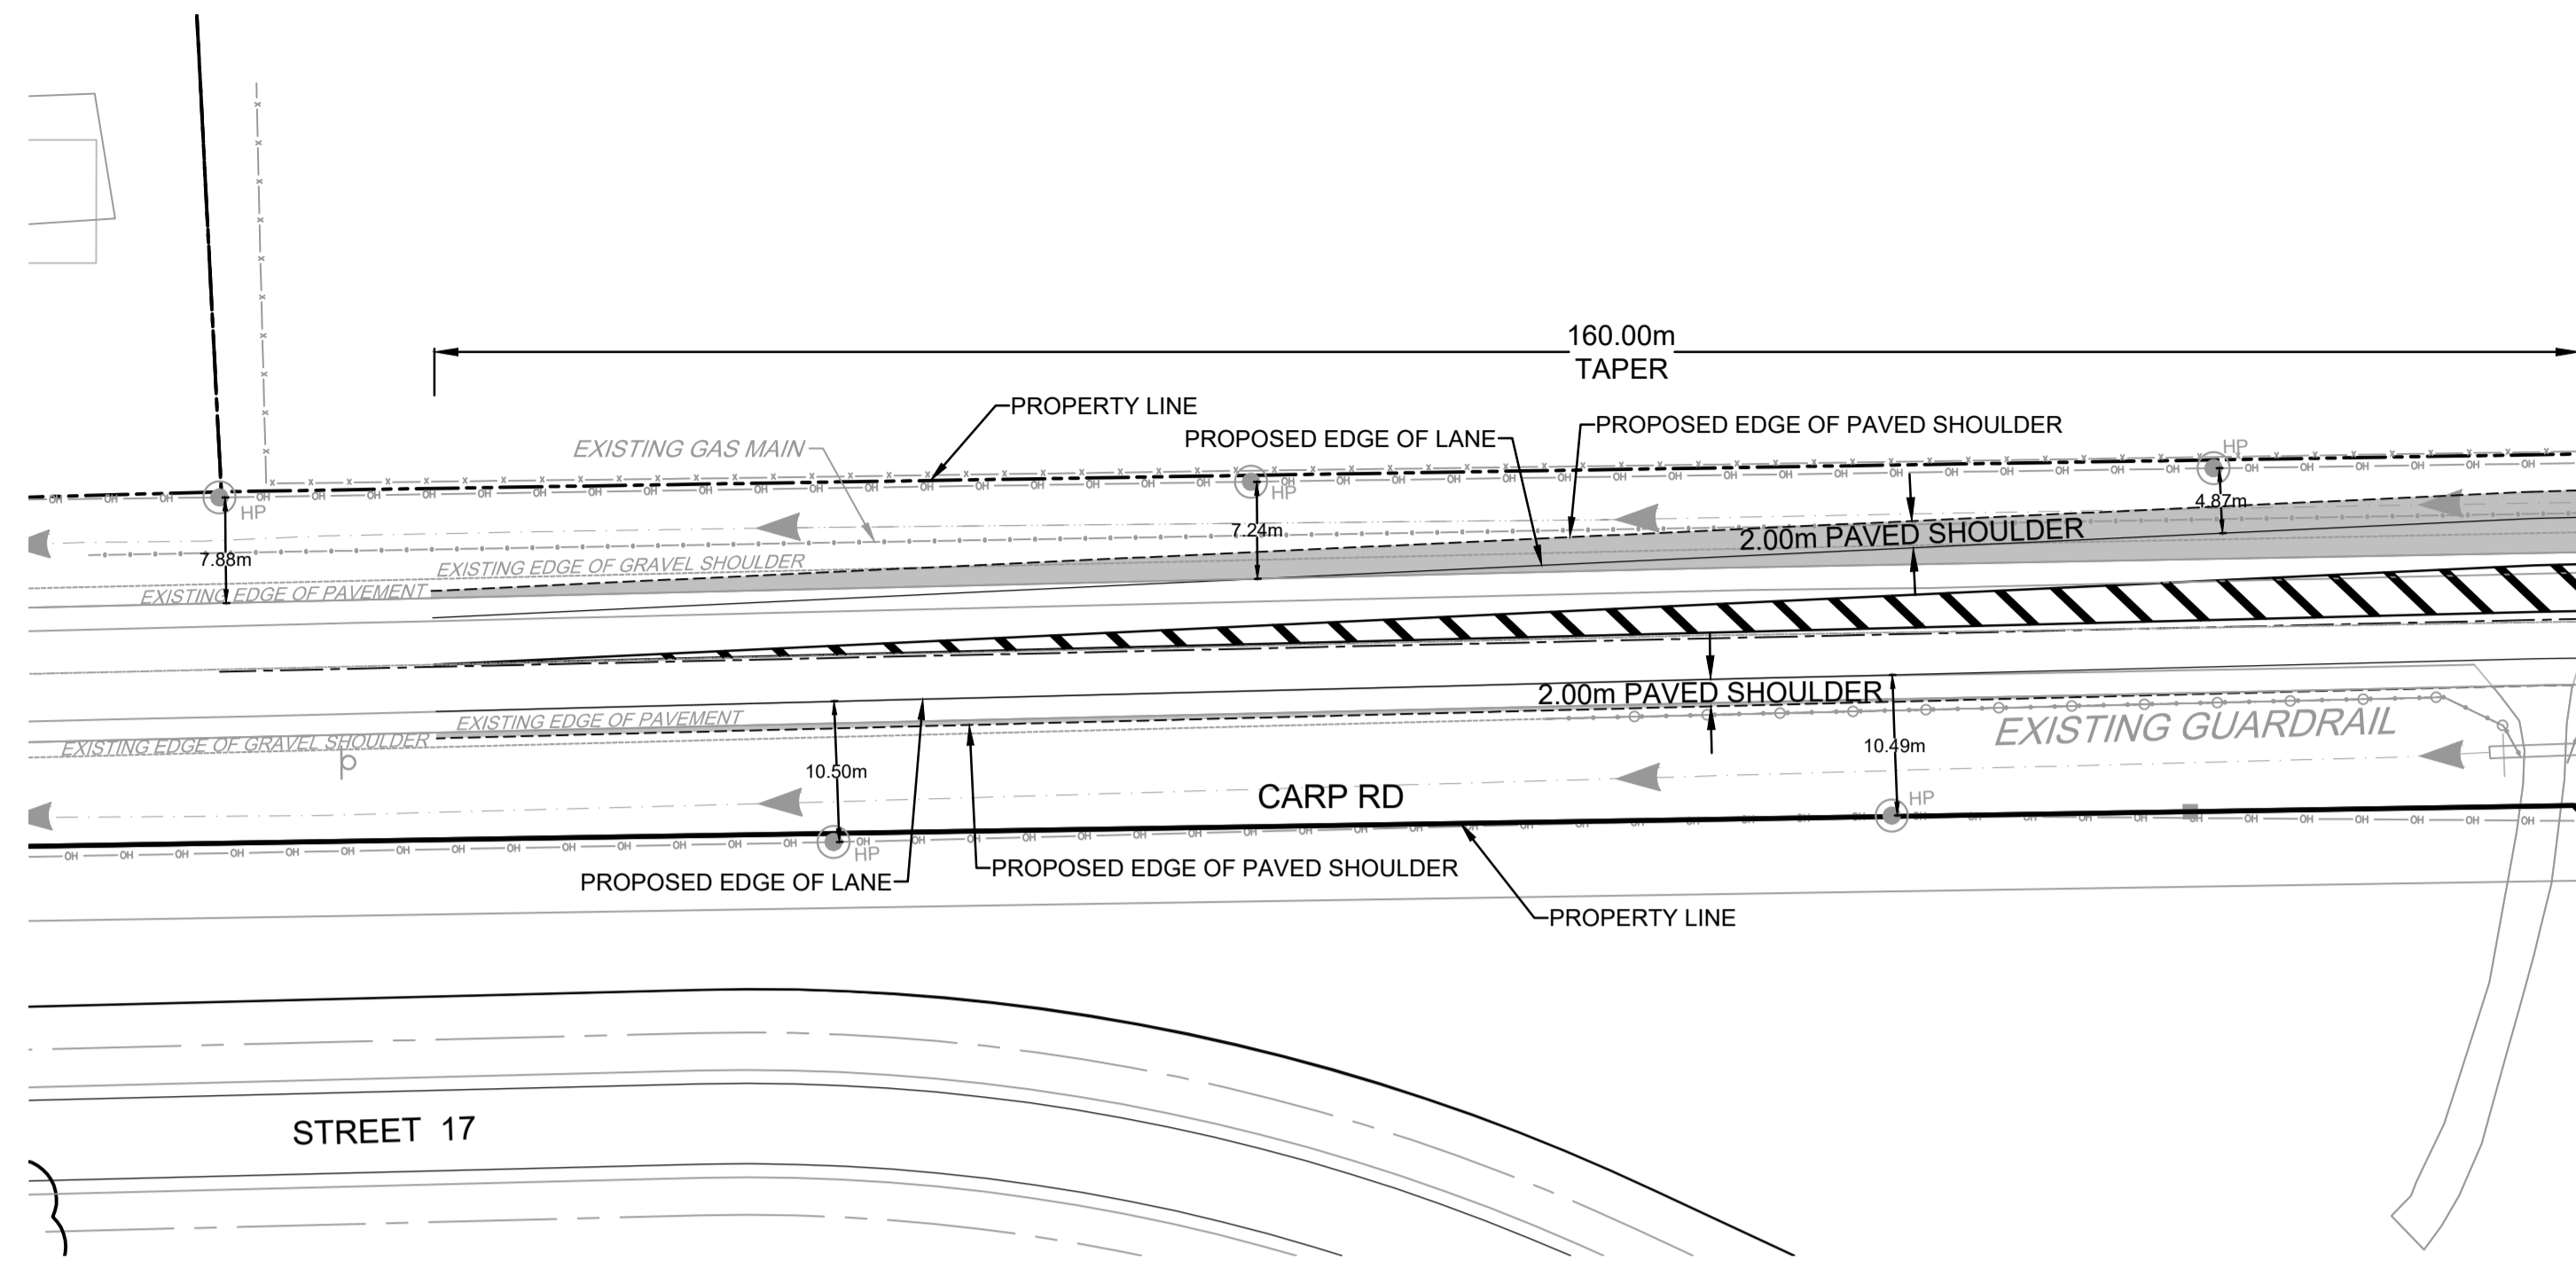 160.00m
TAPER
PROPERTY LINE
PROPOSED EDGE OF PAVED SHOULDER
PROPOSED EDGE OF LANE
EXISTING GAS MAIN
HP
HP
HP
4.87m
7.24m
2.00m PAVED SHOULDER
7.88m
EXISTING EDGE OF GRAVEL SHOULDER
EXISTING EDGE OF PAVEMENT
2.00m PAVED SHOULDER
EXISTING EDGE OF PAVEMENT
EXISTING EDGE OF GRAVEL SHOULDER
EXISTING GUARDRAIL
10.49m
10.50m
CARP RD
HP
HP
PROPOSED EDGE OF PAVED SHOULDER
PROPOSED EDGE OF LANE
PROPERTY LINE
STREET 17